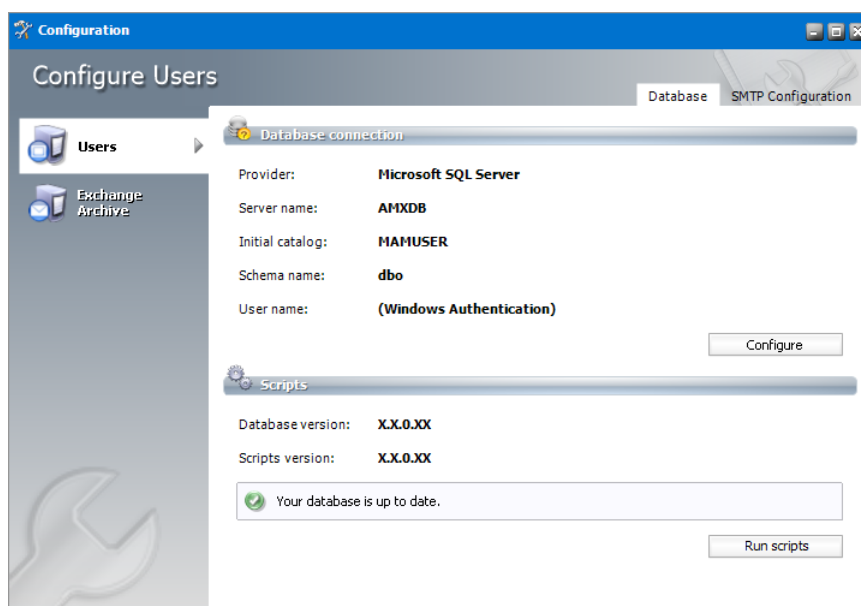 Configuration
Configure Users
Database
SMTP Configuration
Users
Exchange
Archive
Database connection
Provider: Microsoft SQL Server
Server name: AMXDB
Initial catalog: MAMUSER
Schema name: dbo
User name: (Windows Authentication)
Configure
Scripts
Database version: X.X.0.XX
Scripts version: X.X.0.XX
Your database is up to date.
Run scripts